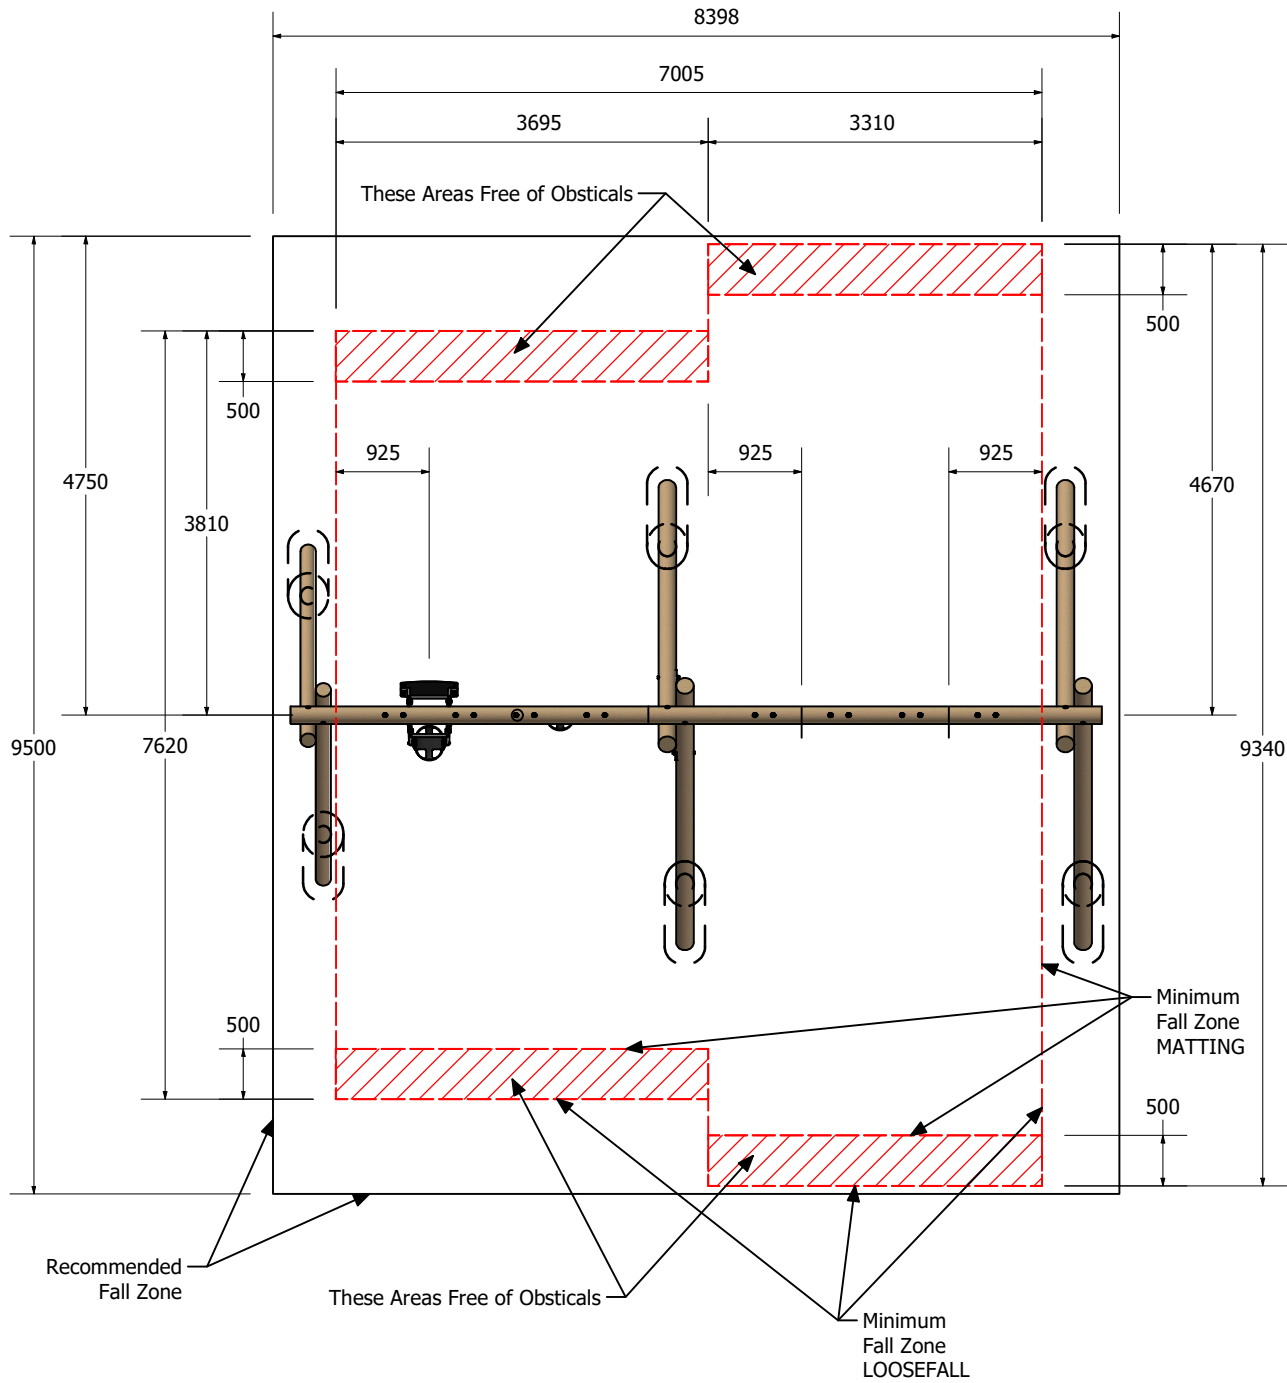 8398
7005
3695
3310
These Areas Free of Obsticals
500
500
925
925
925
4750
4670
3810
9500
7620
9340
Minimum
Fall Zone
MATTING
500
500
Recommended
Fall Zone
These Areas Free of Obsticals
Minimum
Fall Zone
LOOSEFALL